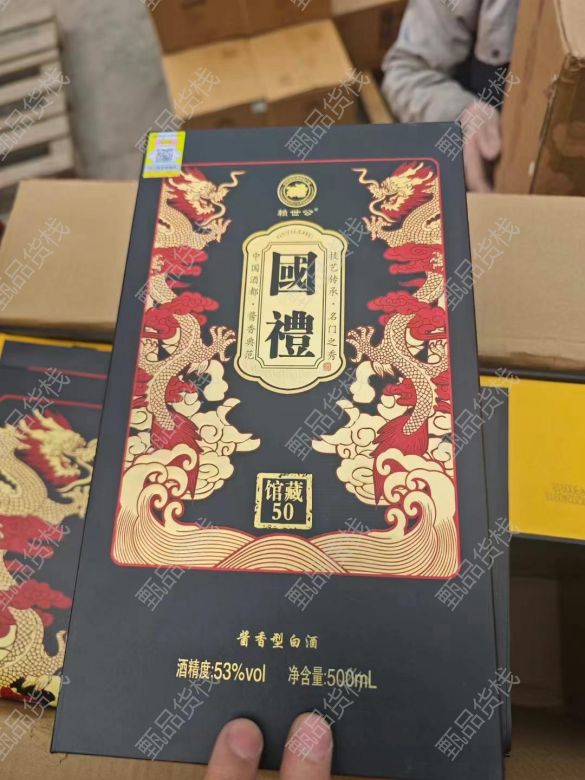 赖世公®
GUOLIJIU
國禮
中国酒都·酱香典范
技艺传承·名门之秀
馆藏
50
酱香型白酒
酒精度:53%vol 净含量:500mL
甄品货栈